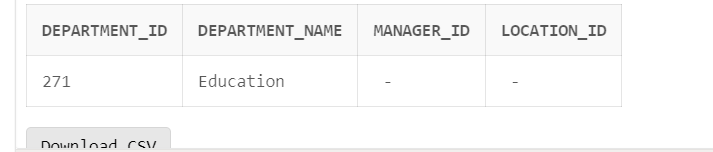 DEPARTMENT_ID DEPARTMENT_NAME MANAGER_ID LOCATION_ID
271 Education - -
Download CSV